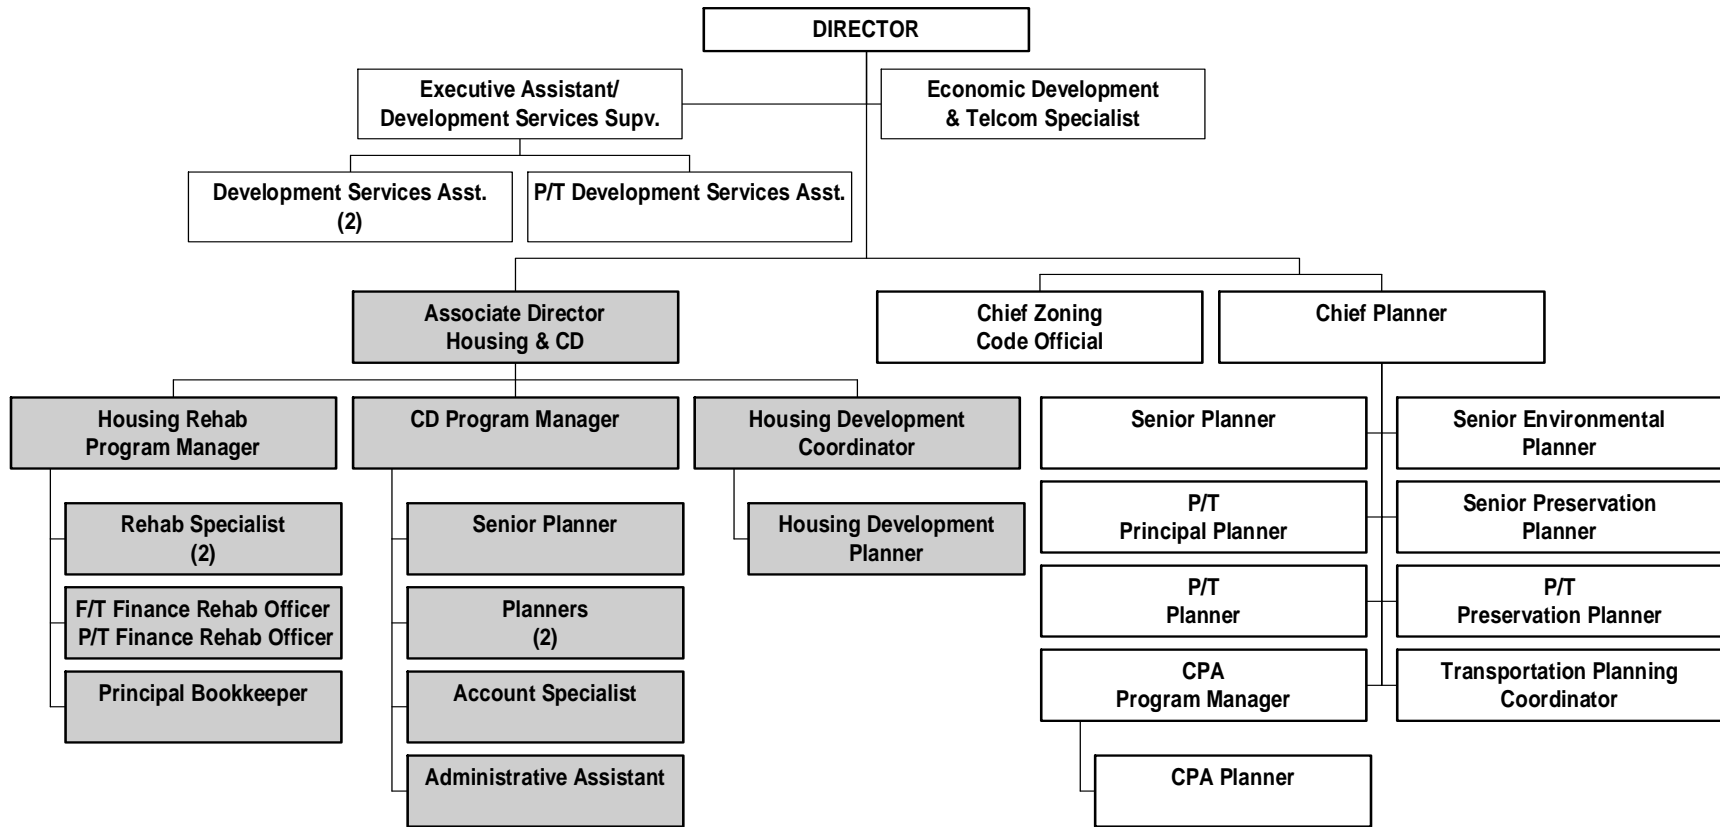 DIRECTOR
Executive Assistant/
Development Services Supv.
Economic Development
& Telcom Specialist
Development Services Asst.
(2)
P/T Development Services Asst.
Associate Director
Housing & CD
Chief Zoning
Code Official
Chief Planner
Housing Rehab
Program Manager
CD Program Manager
Housing Development
Coordinator
Rehab Specialist
(2)
F/T Finance Rehab Officer
P/T Finance Rehab Officer
Principal Bookkeeper
Senior Planner
Planners
(2)
Account Specialist
Administrative Assistant
Housing Development
Planner
Senior Planner
Senior Environmental
Planner
P/T
Principal Planner
Senior Preservation
Planner
P/T
Planner
P/T
Preservation Planner
CPA
Program Manager
Transportation Planning
Coordinator
CPA Planner